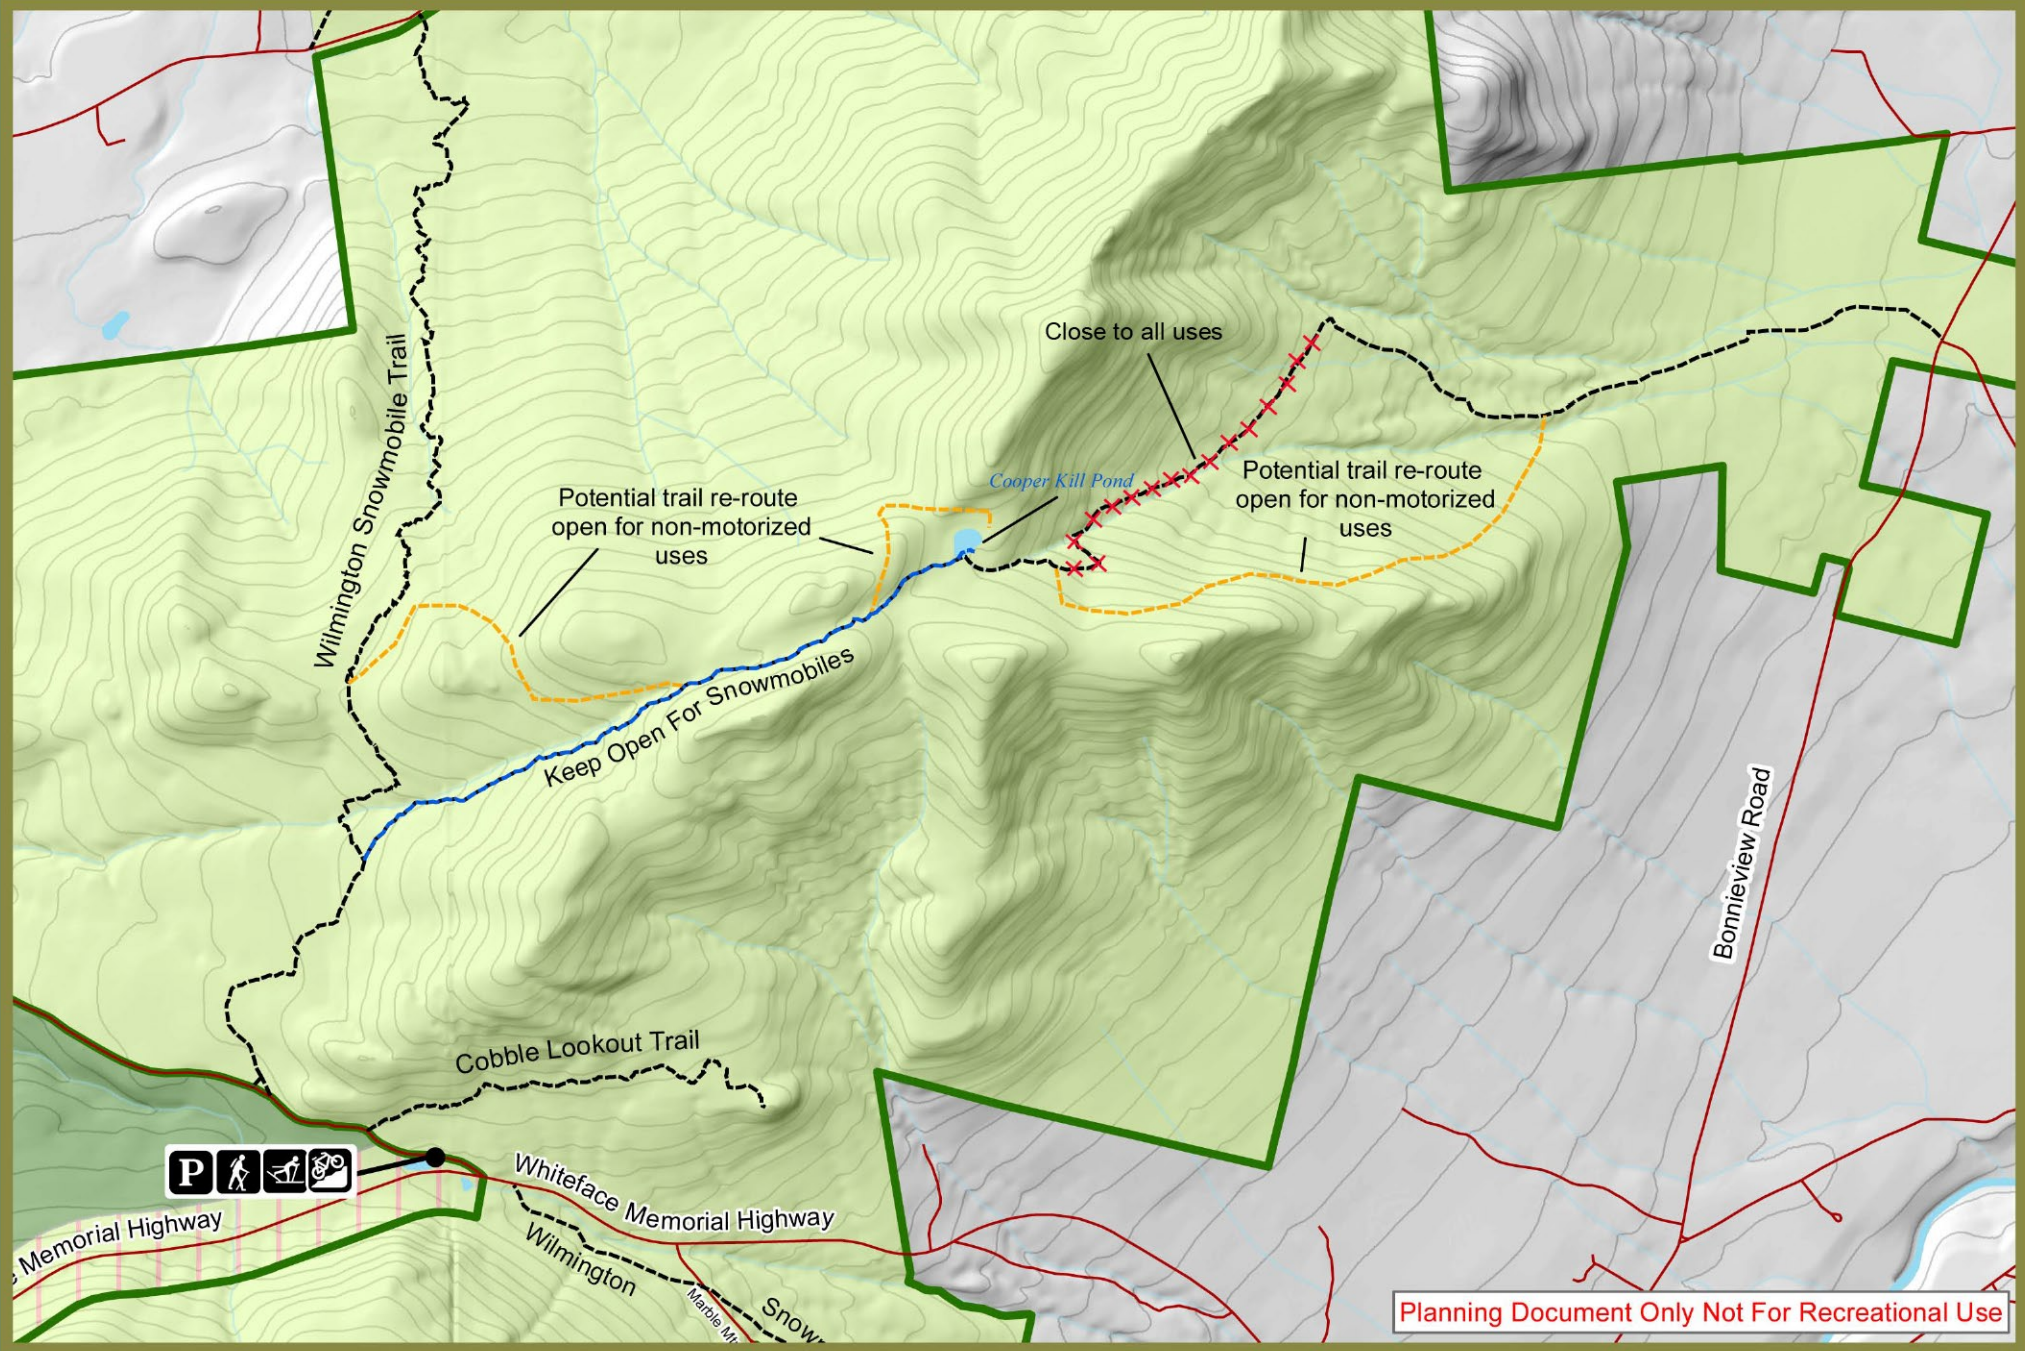 Wilmington Snowmobile Trail
Close to all uses
Cooper Kill Pond
Potential trail re-route
open for non-motorized
uses
Potential trail re-route
open for non-motorized
uses
Keep Open For Snowmobiles
Bonnieview Road
Cobble Lookout Trail
P
Whiteface Memorial Highway
Memorial Highway
Wilmington
Marble Mt
Snow
Planning Document Only Not For Recreational Use